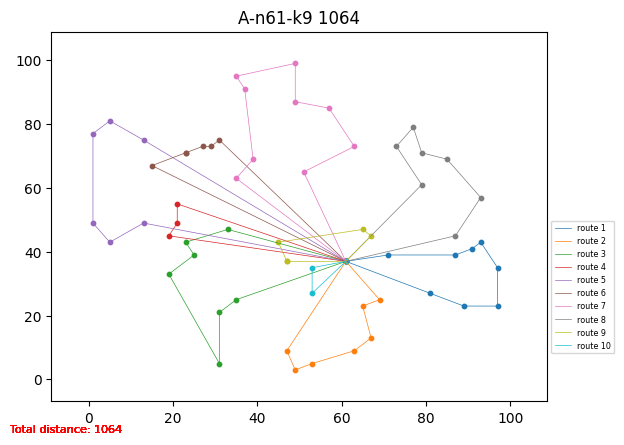 A-n61-k9 1064
100
80
60
40
20
0
0 20 40 60 80 100
route 1
route 2
route 3
route 4
route 5
route 6
route 7
route 8
route 9
route 10
Total distance: 1064